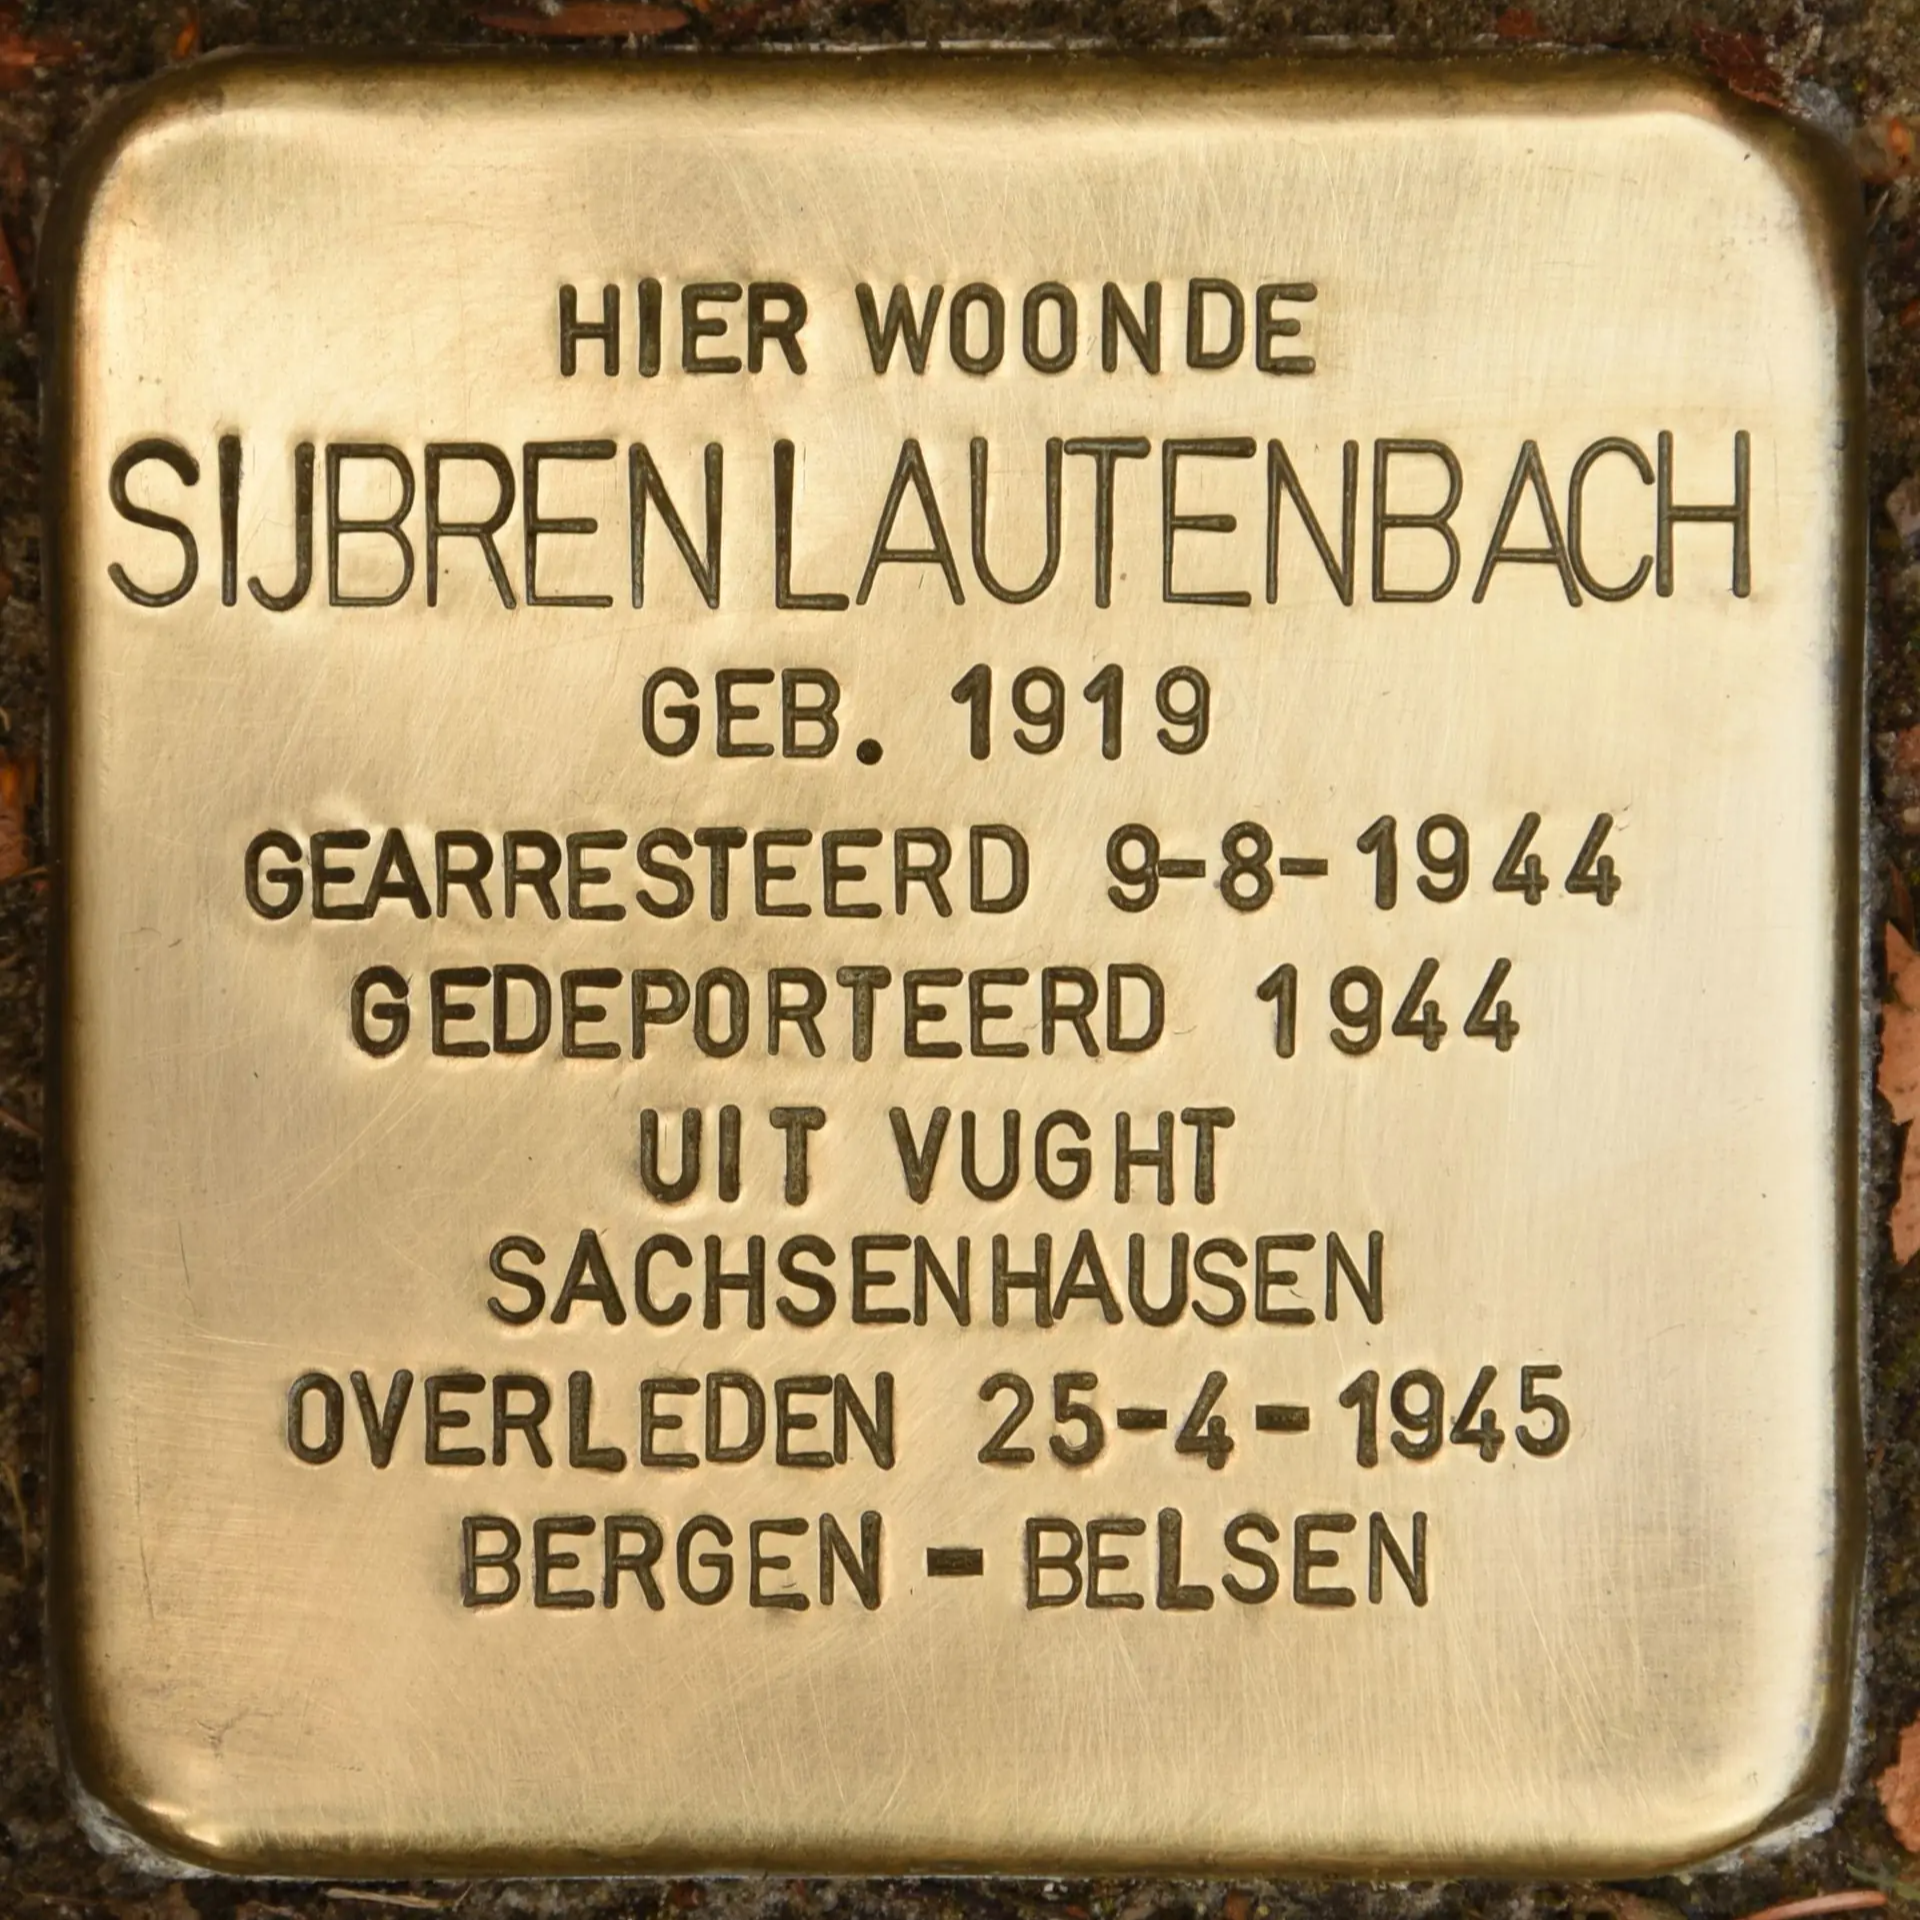 HIER WOONDE
SIJBREN LAUTENBACH
GEB. 1919
GEARRESTEERD 9-8-1944
GEDEPORTEERD 1944
UIT VUGHT
SACHSENHAUSEN
OVERLEDEN 25-4-1945
BERGEN - BELSEN